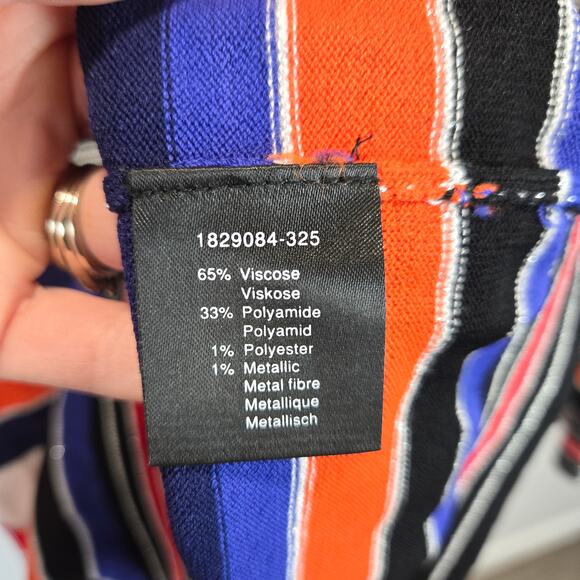 1829084-325
65% Viscose
Viskose
33% Polyamide
Polyamid
1% Polyester
1% Metallic
Metal fibre
Metallique
Metallisch